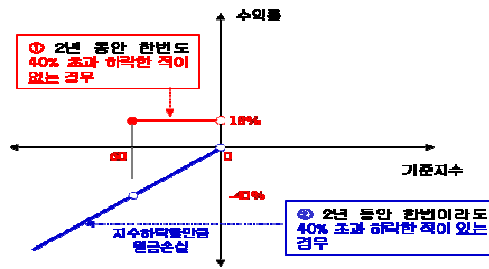 수익률
① 2년 동안 한번도
40% 초과 하락한 적이
없는 경우
16%
60
0
기준지수
-40%
지수하락률만큼
원금손실
② 2년 동안 한번이라도
40% 초과 하락한 적이 있는
경우